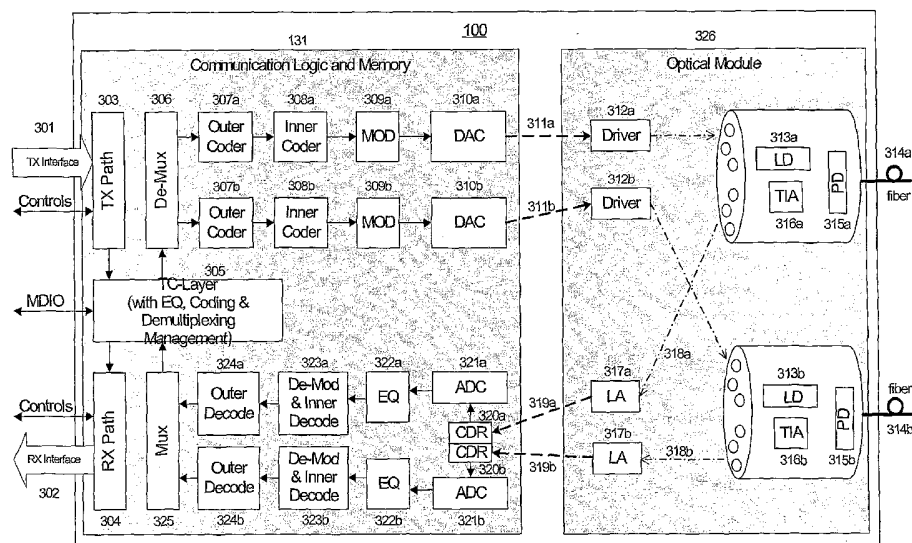 100
131
Communication Logic and Memory
326
Optical Module
303
306
307a
308a
309a
310a
301
TX Interface
Controls
TX Path
De-Mux
Outer Coder
Inner Coder
MOD
DAC
311a
312a
Driver
313a
LD
TIA
316a
PD
315a
314a
fiber
307b
308b
309b
310b
Outer Coder
Inner Coder
MOD
DAC
311b
312b
Driver
MDIO
305
TC-Layer
(with EQ, Coding &
Demultiplexing
Management)
324a
323a
322a
321a
Controls
RX Path
Mux
Outer Decode
De-Mod & Inner Decode
EQ
ADC
320a
CDR
CDR
320b
319a
317a
LA
318a
319b
317b
LA
318b
313b
LD
TIA
316b
PD
315b
fiber
314b
RX Interface
302
Outer Decode
De-Mod & Inner Decode
EQ
ADC
304
325
324b
323b
322b
321b